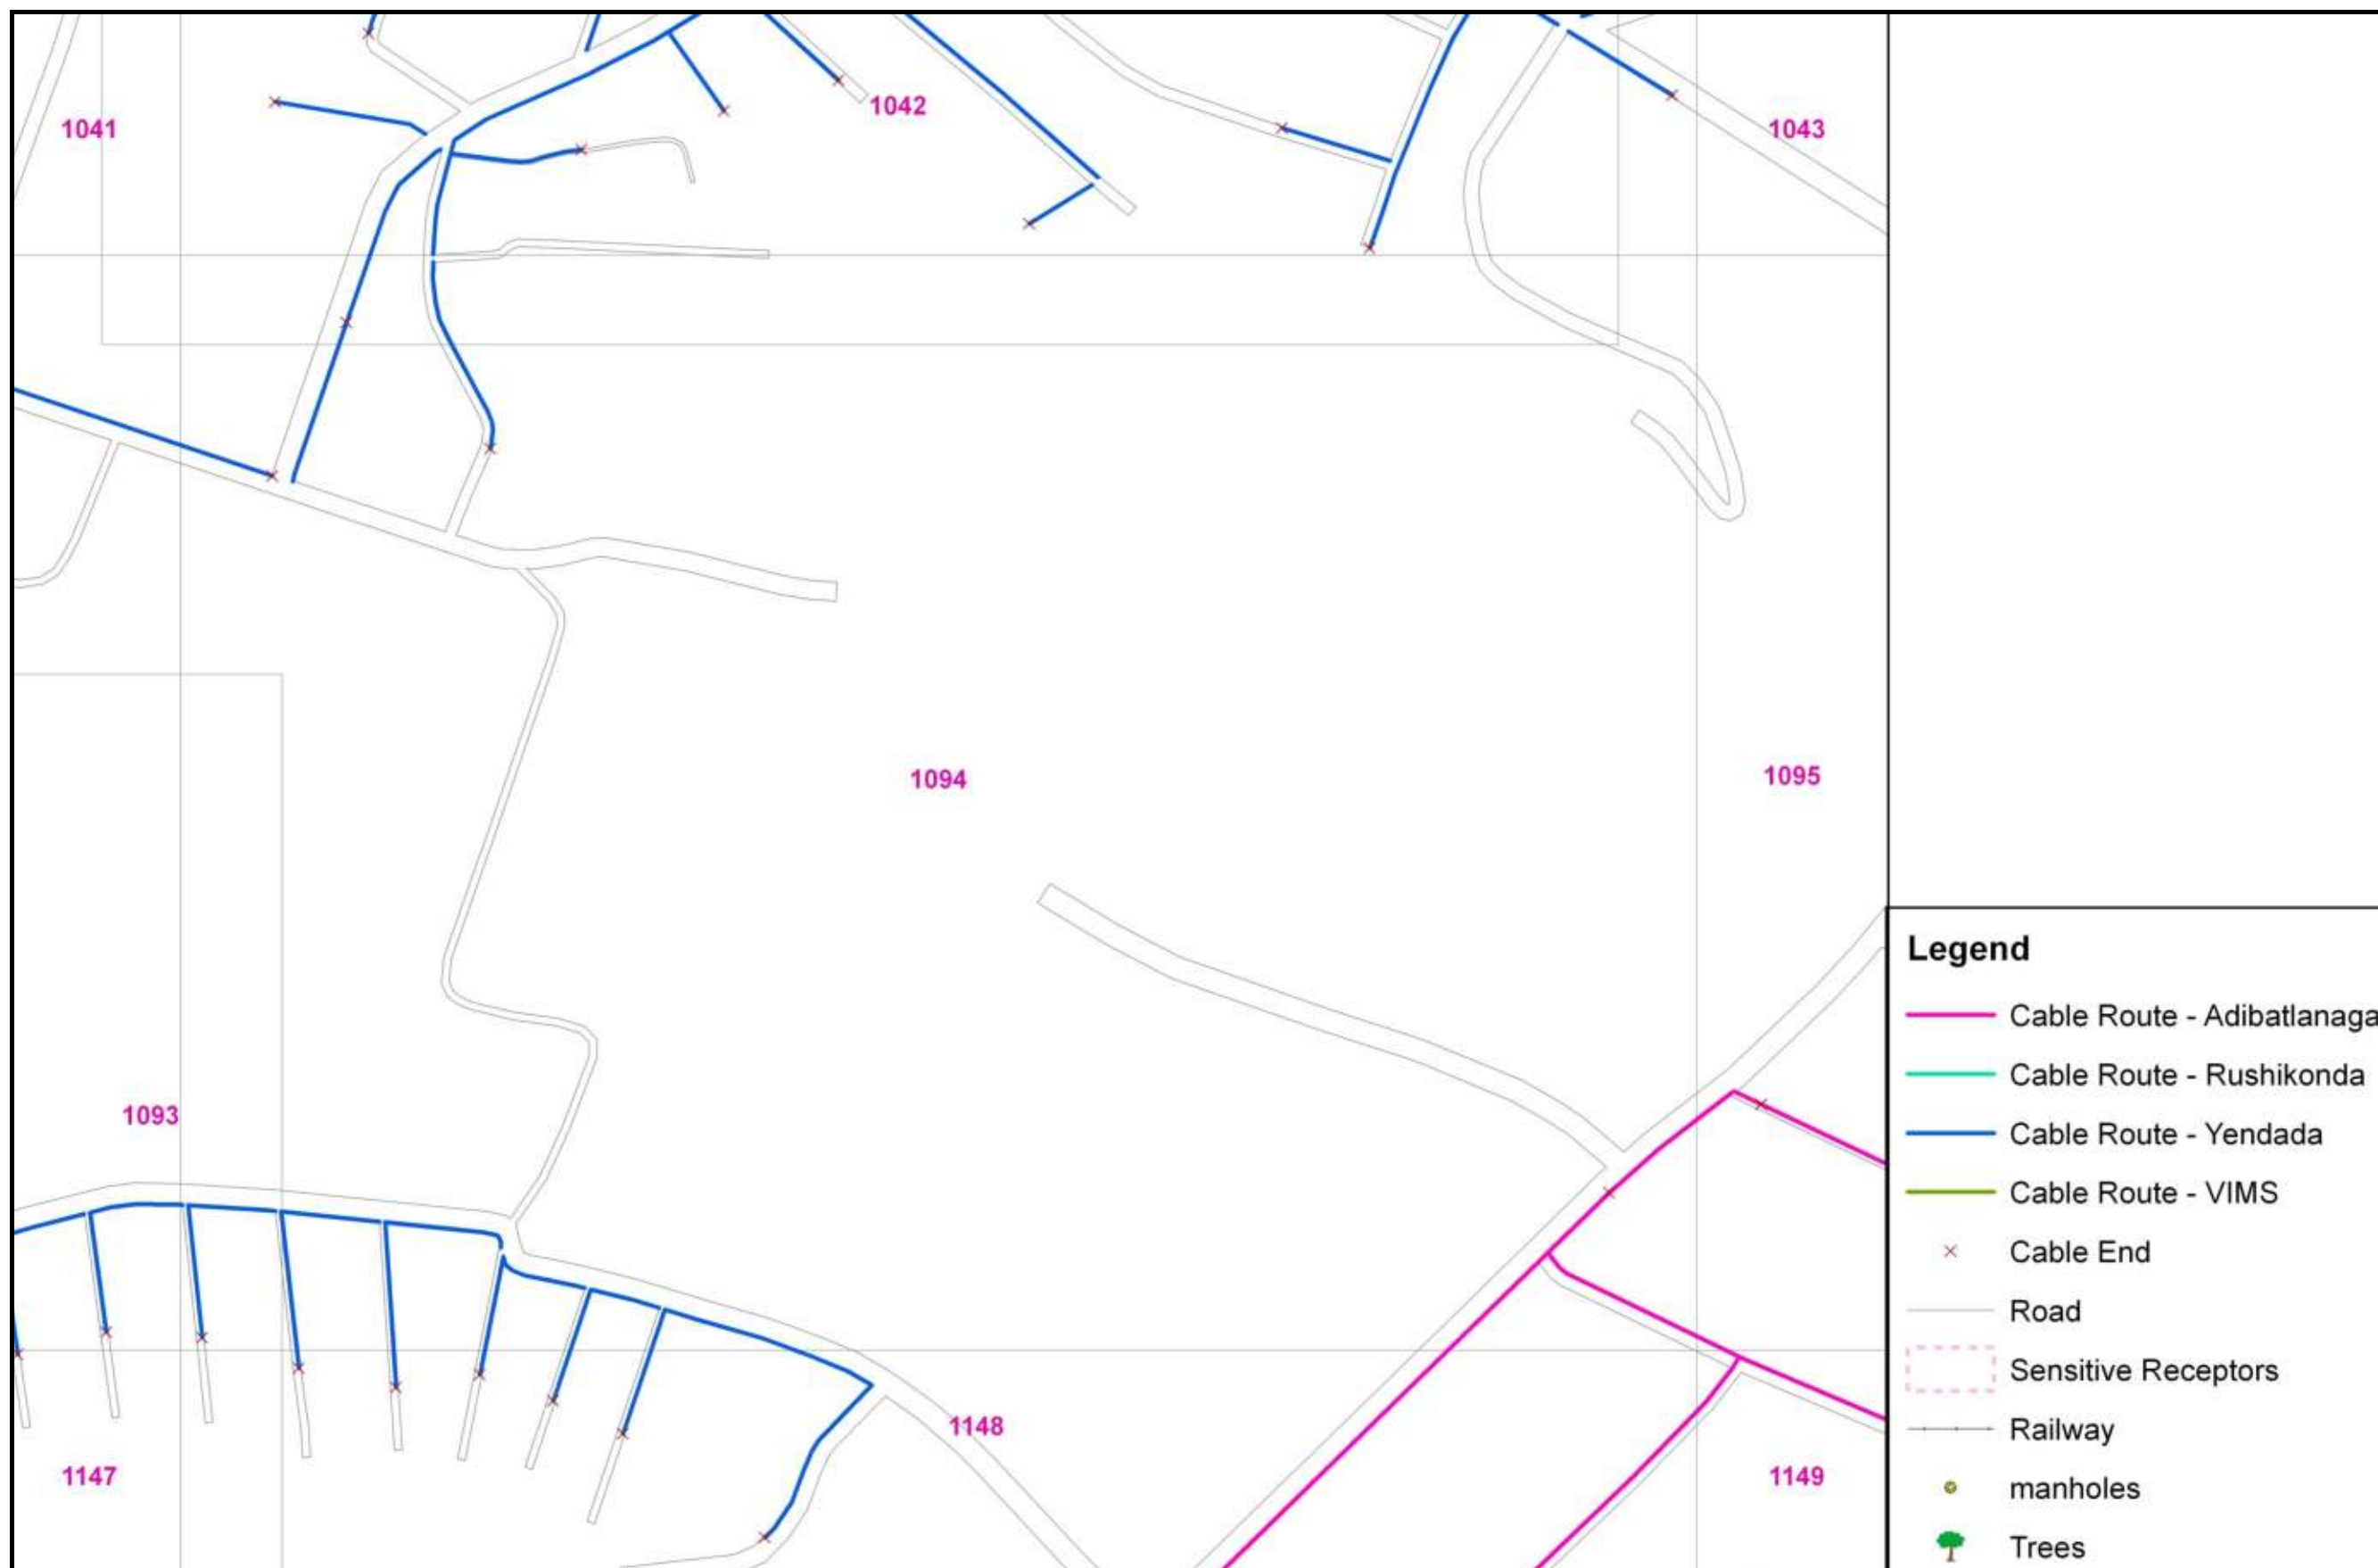 1041
1042
1043
1094
1095
1093
1148
1147
1149
Legend
Cable Route - Adibatlanaga
Cable Route - Rushikonda
Cable Route - Yendada
Cable Route - VIMS
Cable End
Road
Sensitive Receptors
Railway
manholes
Trees